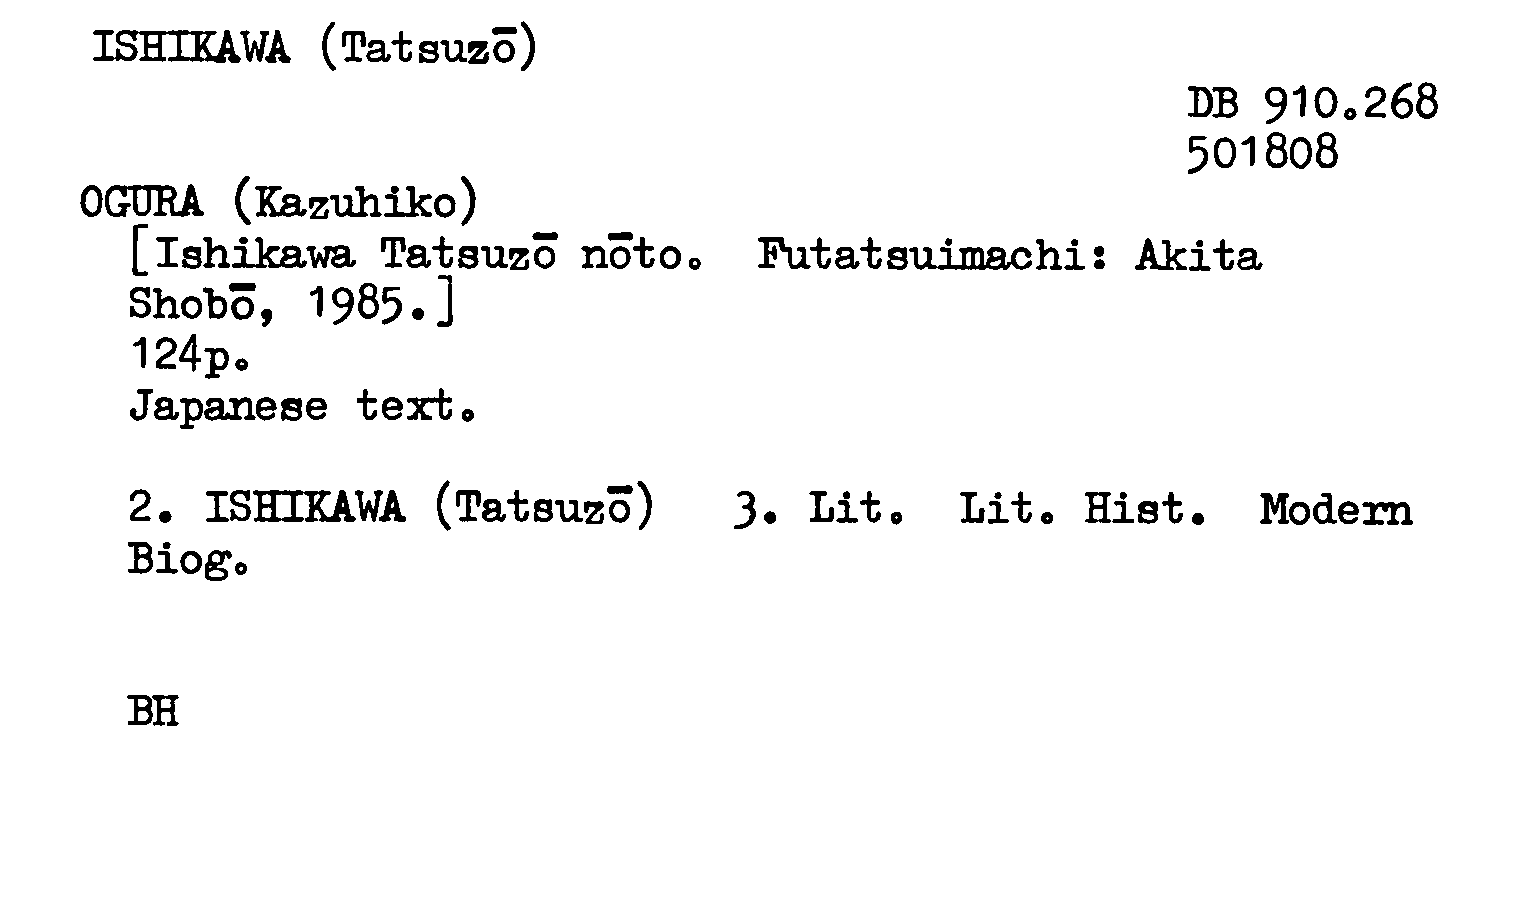 ISHIKAWA (Tatsuzō)
DB 910.268
501808
OGURA (Kazuhiko)
[Ishikawa Tatsuzō nōto. Futatsuimachi: Akita
Shobō, 1985.]
124p.
Japanese text.
2. ISHIKAWA (Tatsuzō) 3. Lit. Lit. Hist. Modern
Biog.
BH